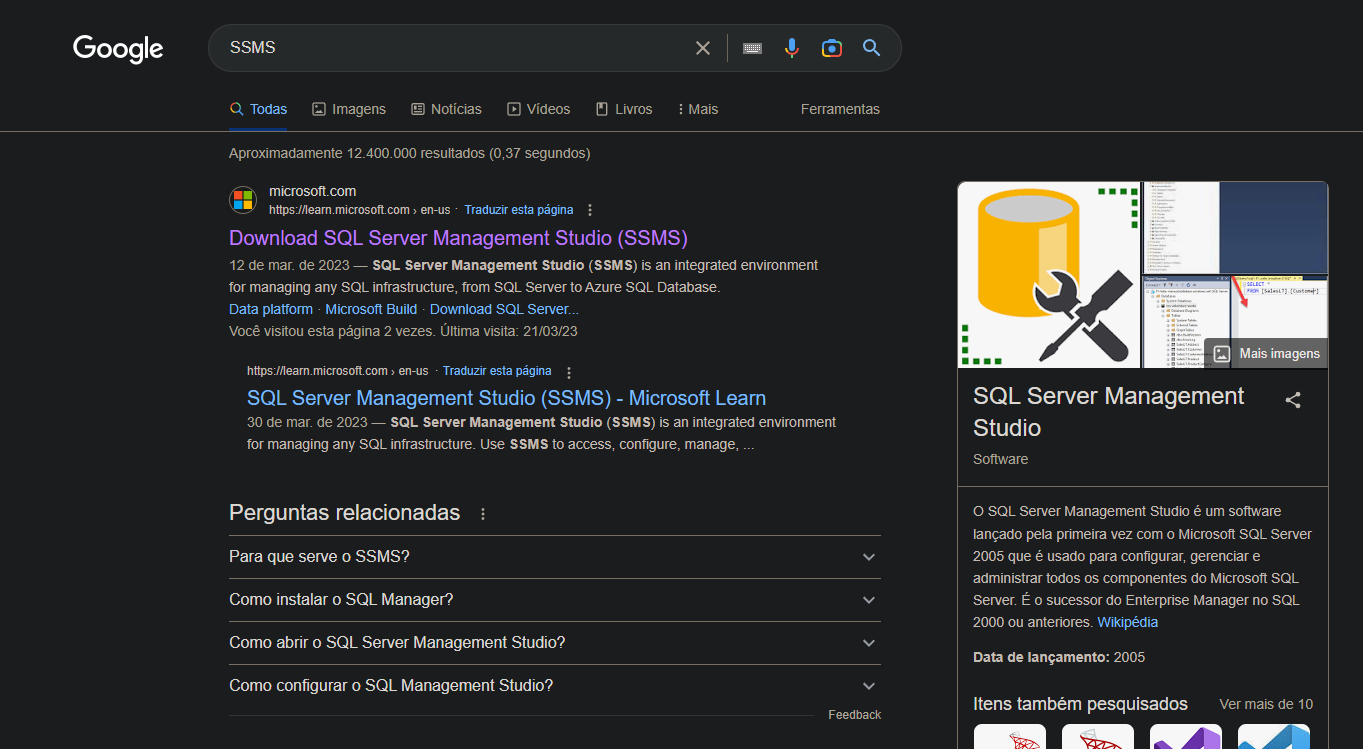 Google
SSMS
Todas
Imagens
Notícias
Vídeos
Livros
Mais
Ferramentas
Aproximadamente 12.400.000 resultados (0,37 segundos)
microsoft.com
https://learn.microsoft.com › en-us · Traduzir esta página
Download SQL Server Management Studio (SSMS)
12 de mar. de 2023 — SQL Server Management Studio (SSMS) is an integrated environment
for managing any SQL infrastructure, from SQL Server to Azure SQL Database.
Data platform · Microsoft Build · Download SQL Server...
Você visitou esta página 2 vezes. Última visita: 21/03/23
https://learn.microsoft.com › en-us · Traduzir esta página
SQL Server Management Studio (SSMS) - Microsoft Learn
30 de mar. de 2023 — SQL Server Management Studio (SSMS) is an integrated environment
for managing any SQL infrastructure. Use SSMS to access, configure, manage, ...
Perguntas relacionadas
Para que serve o SSMS?
Como instalar o SQL Manager?
Como abrir o SQL Server Management Studio?
Como configurar o SQL Management Studio?
Feedback
SELECT *
FROM [SalesLT].[Customer]
Mais imagens
SQL Server Management
Studio
Software
O SQL Server Management Studio é um software
lançado pela primeira vez com o Microsoft SQL Server
2005 que é usado para configurar, gerenciar e
administrar todos os componentes do Microsoft SQL
Server. É o sucessor do Enterprise Manager no SQL
2000 ou anteriores. Wikipédia
Data de lançamento: 2005
Itens também pesquisados
Ver mais de 10